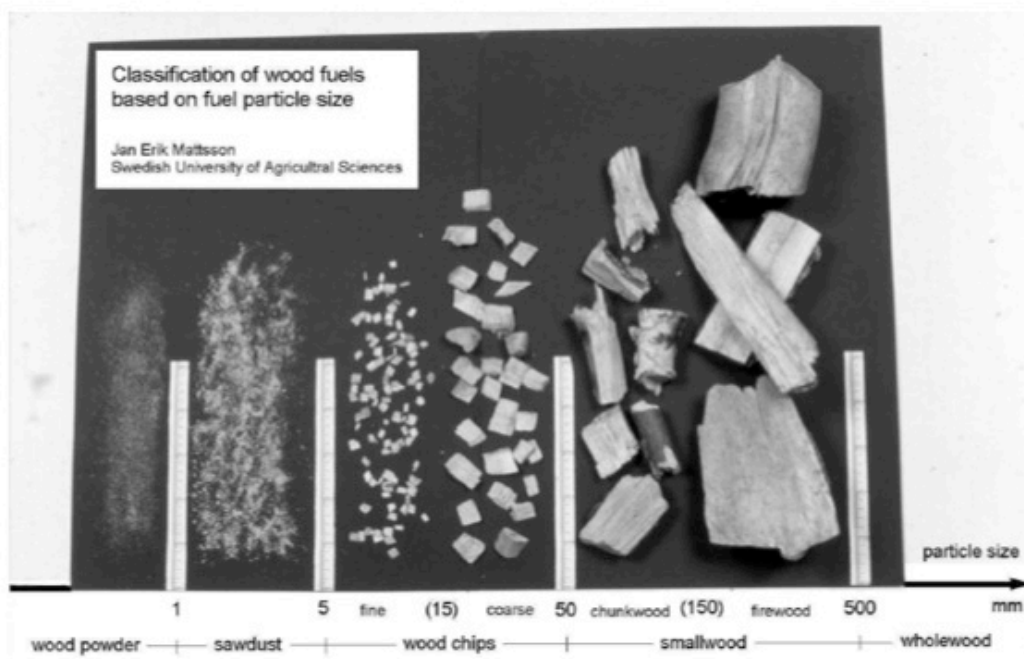 Classification of wood fuels
based on fuel particle size
Jan Erik Mattsson
Swedish University of Agricultral Sciences
particle size
1 5 fine (15) coarse 50 chunkwood (150) firewood 500 mm
wood powder sawdust wood chips smallwood wholewood